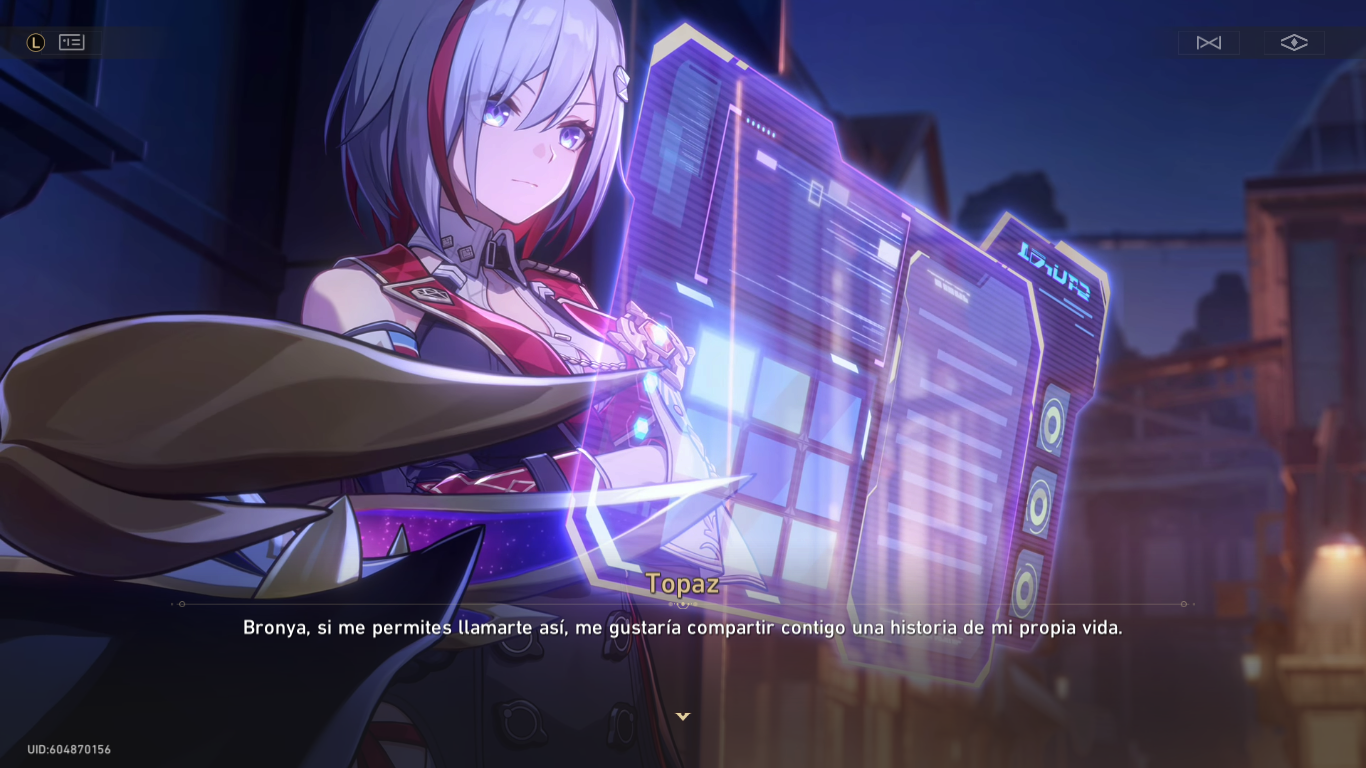 L
Topaz
Bronya, si me permites llamarte así, me gustaría compartir contigo una historia de mi propia vida.
UID:604870156